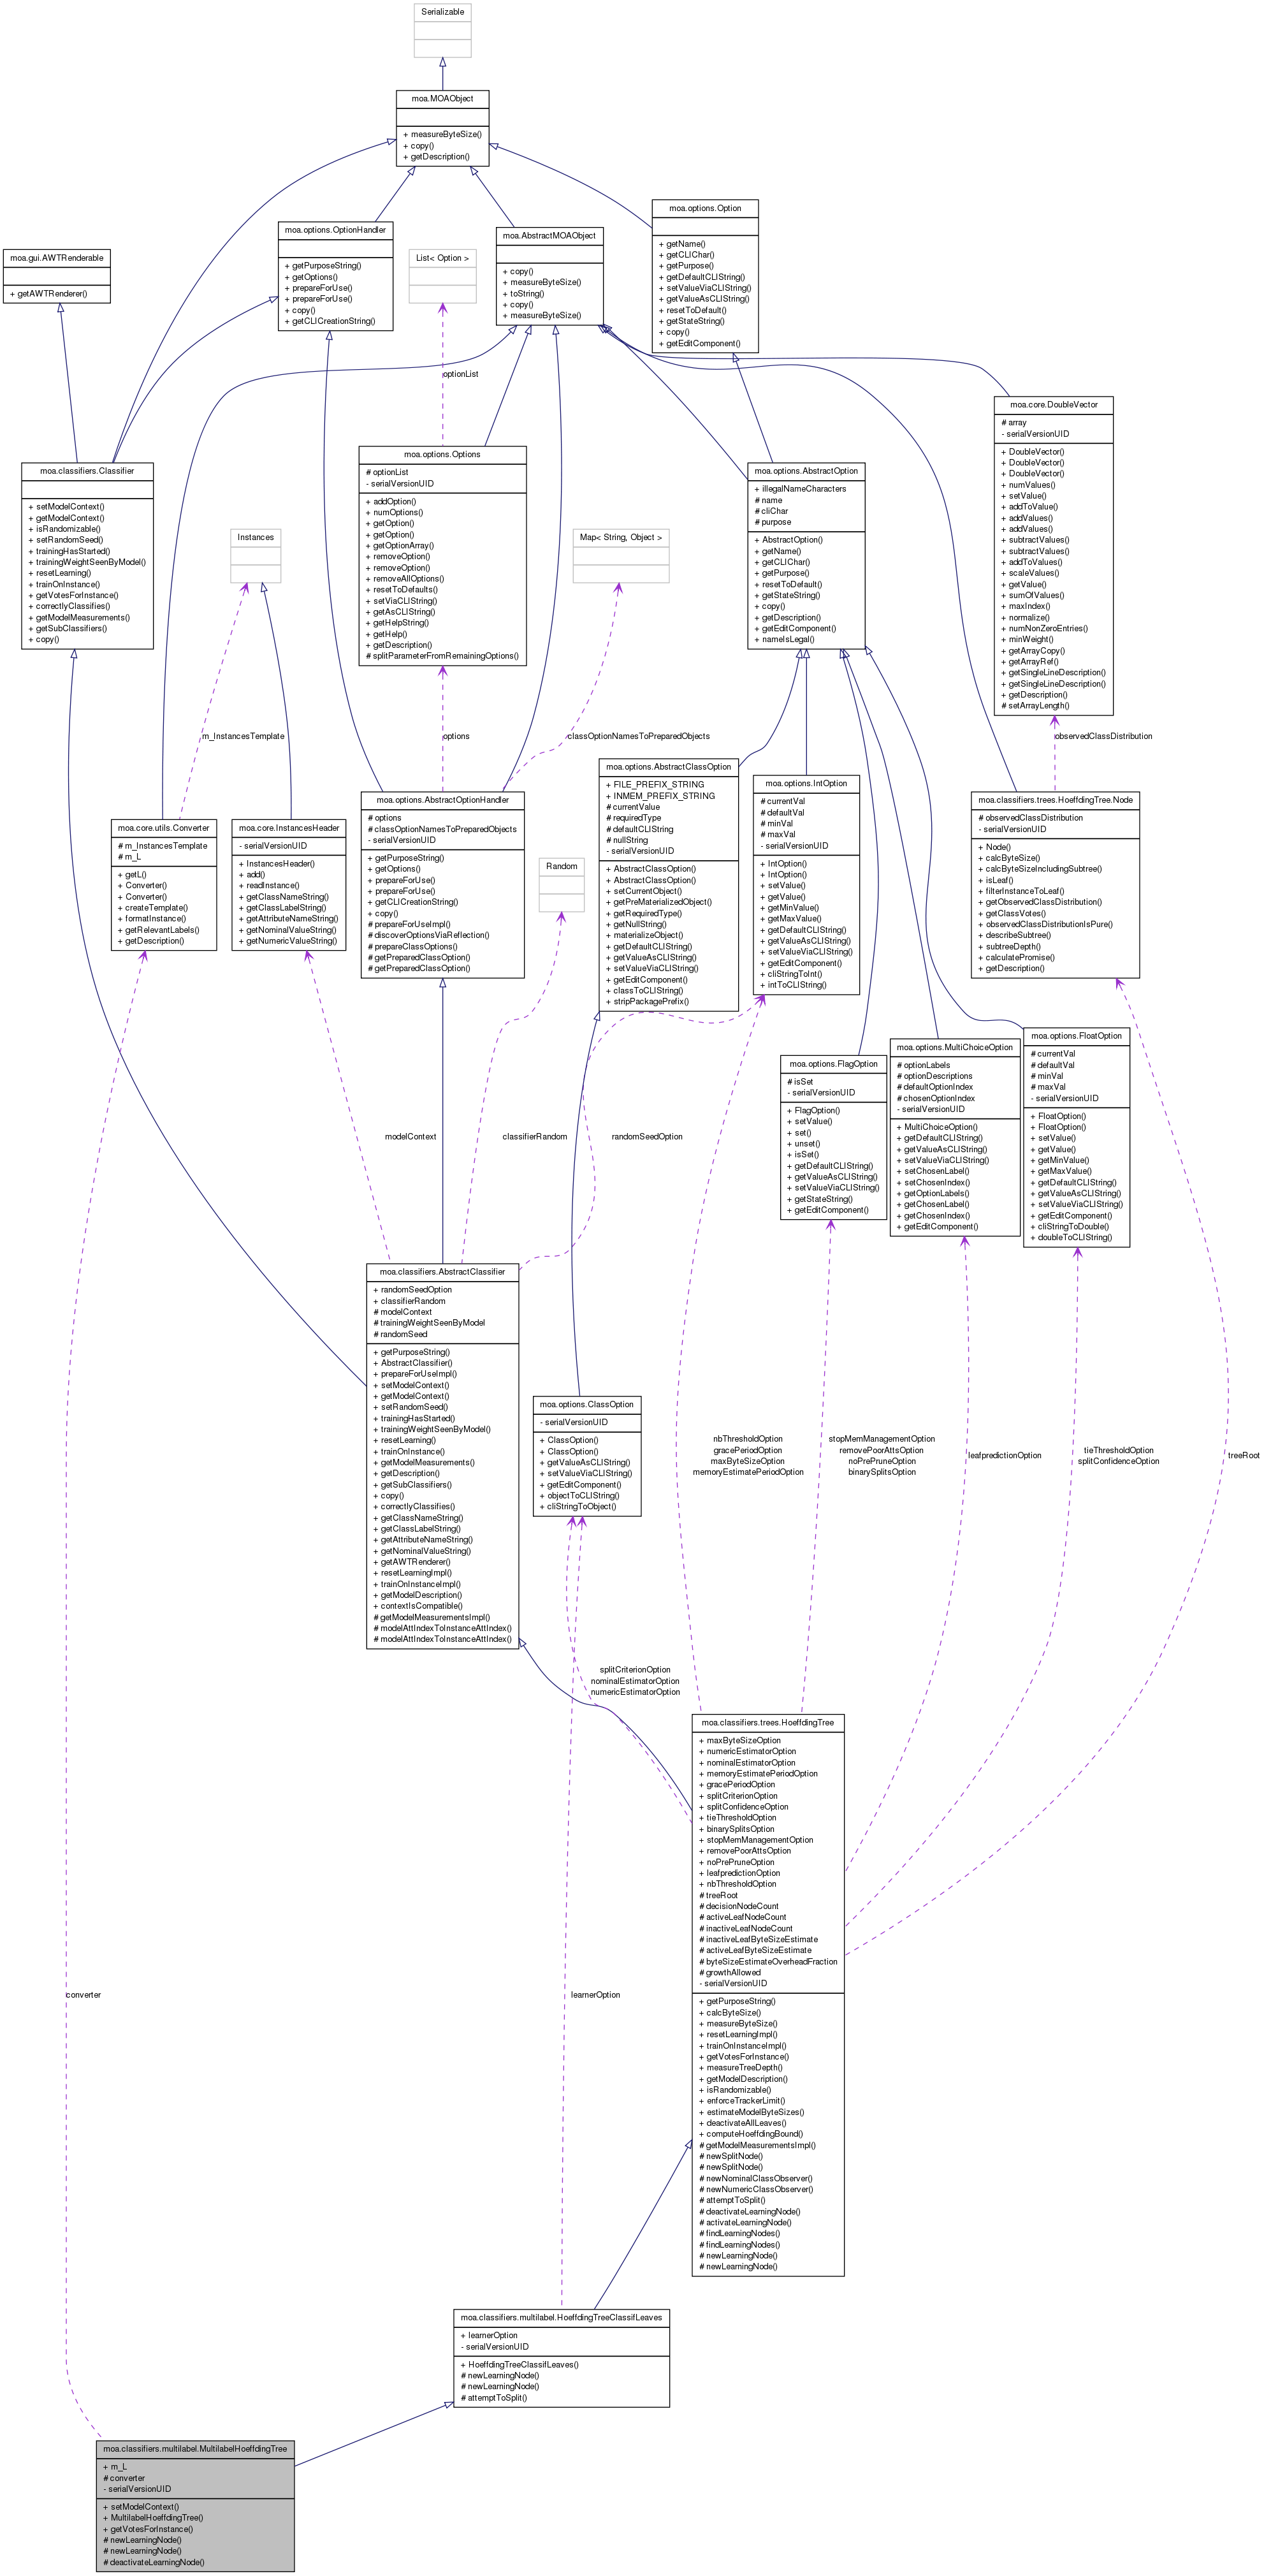 Serializable
moa.MOAObject
+ measureByteSize()
+ copy()
+ getDescription()
moa.options.Option
+ getName()
+ getCLIChar()
+ getPurpose()
+ getDefaultCLIString()
+ setValueViaCLIString()
+ getValueAsCLIString()
+ resetToDefault()
+ getStateString()
+ copy()
+ getEditComponent()
moa.options.OptionHandler
+ getPurposeString()
+ getOptions()
+ prepareForUse()
+ prepareForUse()
+ copy()
+ getCLICreationString()
moa.AbstractMOAObject
+ copy()
+ measureByteSize()
+ toString()
+ copy()
+ measureByteSize()
moa.gui.AWTRenderable
+ getAWTRenderer()
List< Option >
optionList
moa.core.DoubleVector
# array
- serialVersionUID
+ DoubleVector()
+ DoubleVector()
+ DoubleVector()
+ numValues()
+ setValue()
+ addToValue()
+ addValues()
+ addValues()
+ subtractValues()
+ subtractValues()
+ addToValues()
+ scaleValues()
+ getValue()
+ sumOfValues()
+ maxIndex()
+ normalize()
+ numNonZeroEntries()
+ minWeight()
+ getArrayCopy()
+ getArrayRef()
+ getSingleLineDescription()
+ getSingleLineDescription()
+ getDescription()
# setArrayLength()
moa.options.Options
# optionList
- serialVersionUID
+ addOption()
+ numOptions()
+ getOption()
+ getOption()
+ getOptionArray()
+ removeOption()
+ removeOption()
+ removeAllOptions()
+ resetToDefaults()
+ setViaCLIString()
+ getAsCLIString()
+ getHelpString()
+ getHelp()
+ getDescription()
# splitParameterFromRemainingOptions()
moa.classifiers.Classifier
+ setModelContext()
+ getModelContext()
+ isRandomizable()
+ setRandomSeed()
+ trainingHasStarted()
+ trainingWeightSeenByModel()
+ resetLearning()
+ trainOnInstance()
+ getVotesForInstance()
+ correctlyClassifies()
+ getModelMeasurements()
+ getSubClassifiers()
+ copy()
moa.options.AbstractOption
+ illegalNameCharacters
# name
# cliChar
# purpose
+ AbstractOption()
+ getName()
+ getCLIChar()
+ getPurpose()
+ resetToDefault()
+ getStateString()
+ copy()
+ getDescription()
+ getEditComponent()
+ nameIsLegal()
Instances
Map< String, Object >
m_InstancesTemplate
options
classOptionNamesToPreparedObjects
observedClassDistribution
moa.options.AbstractClassOption
+ FILE_PREFIX_STRING
+ INMEM_PREFIX_STRING
# currentValue
# requiredType
# defaultCLIString
# nullString
- serialVersionUID
+ AbstractClassOption()
+ AbstractClassOption()
+ setCurrentObject()
+ getPreMaterializedObject()
+ getRequiredType()
+ getNullString()
+ materializeObject()
+ getDefaultCLIString()
+ getValueAsCLIString()
+ setValueViaCLIString()
+ getEditComponent()
+ classToCLIString()
+ stripPackagePrefix()
moa.options.IntOption
# currentVal
# defaultVal
# minVal
# maxVal
- serialVersionUID
+ IntOption()
+ IntOption()
+ setValue()
+ getValue()
+ getMinValue()
+ getMaxValue()
+ getDefaultCLIString()
+ getValueAsCLIString()
+ setValueViaCLIString()
+ getEditComponent()
+ cliStringToInt()
+ intToCLIString()
moa.options.AbstractOptionHandler
# options
# classOptionNamesToPreparedObjects
- serialVersionUID
+ getPurposeString()
+ getOptions()
+ prepareForUse()
+ prepareForUse()
+ getCLICreationString()
+ copy()
# prepareForUseImpl()
# discoverOptionsViaReflection()
# prepareClassOptions()
# getPreparedClassOption()
# getPreparedClassOption()
moa.classifiers.trees.HoeffdingTree.Node
# observedClassDistribution
- serialVersionUID
+ Node()
+ calcByteSize()
+ calcByteSizeIncludingSubtree()
+ isLeaf()
+ filterInstanceToLeaf()
+ getObservedClassDistribution()
+ getClassVotes()
+ observedClassDistributionIsPure()
+ describeSubtree()
+ subtreeDepth()
+ calculatePromise()
+ getDescription()
moa.core.utils.Converter
# m_InstancesTemplate
# m_L
+ getL()
+ Converter()
+ Converter()
+ createTemplate()
+ formatInstance()
+ getRelevantLabels()
+ getDescription()
moa.core.InstancesHeader
- serialVersionUID
+ InstancesHeader()
+ add()
+ readInstance()
+ getClassNameString()
+ getClassLabelString()
+ getAttributeNameString()
+ getNominalValueString()
+ getNumericValueString()
Random
moa.options.FloatOption
# currentVal
# defaultVal
# minVal
# maxVal
- serialVersionUID
+ FloatOption()
+ FloatOption()
+ setValue()
+ getValue()
+ getMinValue()
+ getMaxValue()
+ getDefaultCLIString()
+ getValueAsCLIString()
+ setValueViaCLIString()
+ getEditComponent()
+ cliStringToDouble()
+ doubleToCLIString()
moa.options.MultiChoiceOption
# optionLabels
# optionDescriptions
# defaultOptionIndex
# chosenOptionIndex
- serialVersionUID
+ MultiChoiceOption()
+ getDefaultCLIString()
+ getValueAsCLIString()
+ setValueViaCLIString()
+ setChosenLabel()
+ setChosenIndex()
+ getOptionLabels()
+ getChosenLabel()
+ getChosenIndex()
+ getEditComponent()
moa.options.FlagOption
# isSet
- serialVersionUID
+ FlagOption()
+ setValue()
+ set()
+ unset()
+ isSet()
+ getDefaultCLIString()
+ getValueAsCLIString()
+ setValueViaCLIString()
+ getStateString()
+ getEditComponent()
modelContext
classifierRandom
randomSeedOption
moa.classifiers.AbstractClassifier
+ randomSeedOption
+ classifierRandom
# modelContext
# trainingWeightSeenByModel
# randomSeed
+ getPurposeString()
+ AbstractClassifier()
+ prepareForUseImpl()
+ setModelContext()
+ getModelContext()
+ setRandomSeed()
+ trainingHasStarted()
+ trainingWeightSeenByModel()
+ resetLearning()
+ trainOnInstance()
+ getModelMeasurements()
+ getDescription()
+ getSubClassifiers()
+ copy()
+ correctlyClassifies()
+ getClassNameString()
+ getClassLabelString()
+ getAttributeNameString()
+ getNominalValueString()
+ getAWTRenderer()
+ resetLearningImpl()
+ trainOnInstanceImpl()
+ getModelDescription()
+ contextIsCompatible()
# getModelMeasurementsImpl()
# modelAttIndexToInstanceAttIndex()
# modelAttIndexToInstanceAttIndex()
moa.options.ClassOption
- serialVersionUID
+ ClassOption()
+ ClassOption()
+ getValueAsCLIString()
+ setValueViaCLIString()
+ getEditComponent()
+ objectToCLIString()
+ cliStringToObject()
nbThresholdOption
gracePeriodOption
maxByteSizeOption
memoryEstimatePeriodOption
stopMemManagementOption
removePoorAttsOption
noPrePruneOption
binarySplitsOption
leafpredictionOption
tieThresholdOption
splitConfidenceOption
treeRoot
splitCriterionOption
nominalEstimatorOption
numericEstimatorOption
moa.classifiers.trees.HoeffdingTree
+ maxByteSizeOption
+ numericEstimatorOption
+ nominalEstimatorOption
+ memoryEstimatePeriodOption
+ gracePeriodOption
+ splitCriterionOption
+ splitConfidenceOption
+ tieThresholdOption
+ binarySplitsOption
+ stopMemManagementOption
+ removePoorAttsOption
+ noPrePruneOption
+ leafpredictionOption
+ nbThresholdOption
# treeRoot
# decisionNodeCount
# activeLeafNodeCount
# inactiveLeafNodeCount
# inactiveLeafByteSizeEstimate
# activeLeafByteSizeEstimate
# byteSizeEstimateOverheadFraction
# growthAllowed
- serialVersionUID
+ getPurposeString()
+ calcByteSize()
+ measureByteSize()
+ resetLearningImpl()
+ trainOnInstanceImpl()
+ getVotesForInstance()
+ measureTreeDepth()
+ getModelDescription()
+ isRandomizable()
+ enforceTrackerLimit()
+ estimateModelByteSizes()
+ deactivateAllLeaves()
+ computeHoeffdingBound()
# getModelMeasurementsImpl()
# newSplitNode()
# newSplitNode()
# newNominalClassObserver()
# newNumericClassObserver()
# attemptToSplit()
# deactivateLearningNode()
# activateLearningNode()
# findLearningNodes()
# findLearningNodes()
# newLearningNode()
# newLearningNode()
converter
learnerOption
moa.classifiers.multilabel.HoeffdingTreeClassifLeaves
+ learnerOption
- serialVersionUID
+ HoeffdingTreeClassifLeaves()
# newLearningNode()
# newLearningNode()
# attemptToSplit()
moa.classifiers.multilabel.MultilabelHoeffdingTree
+ m_L
# converter
- serialVersionUID
+ setModelContext()
+ MultilabelHoeffdingTree()
+ getVotesForInstance()
# newLearningNode()
# newLearningNode()
# deactivateLearningNode()